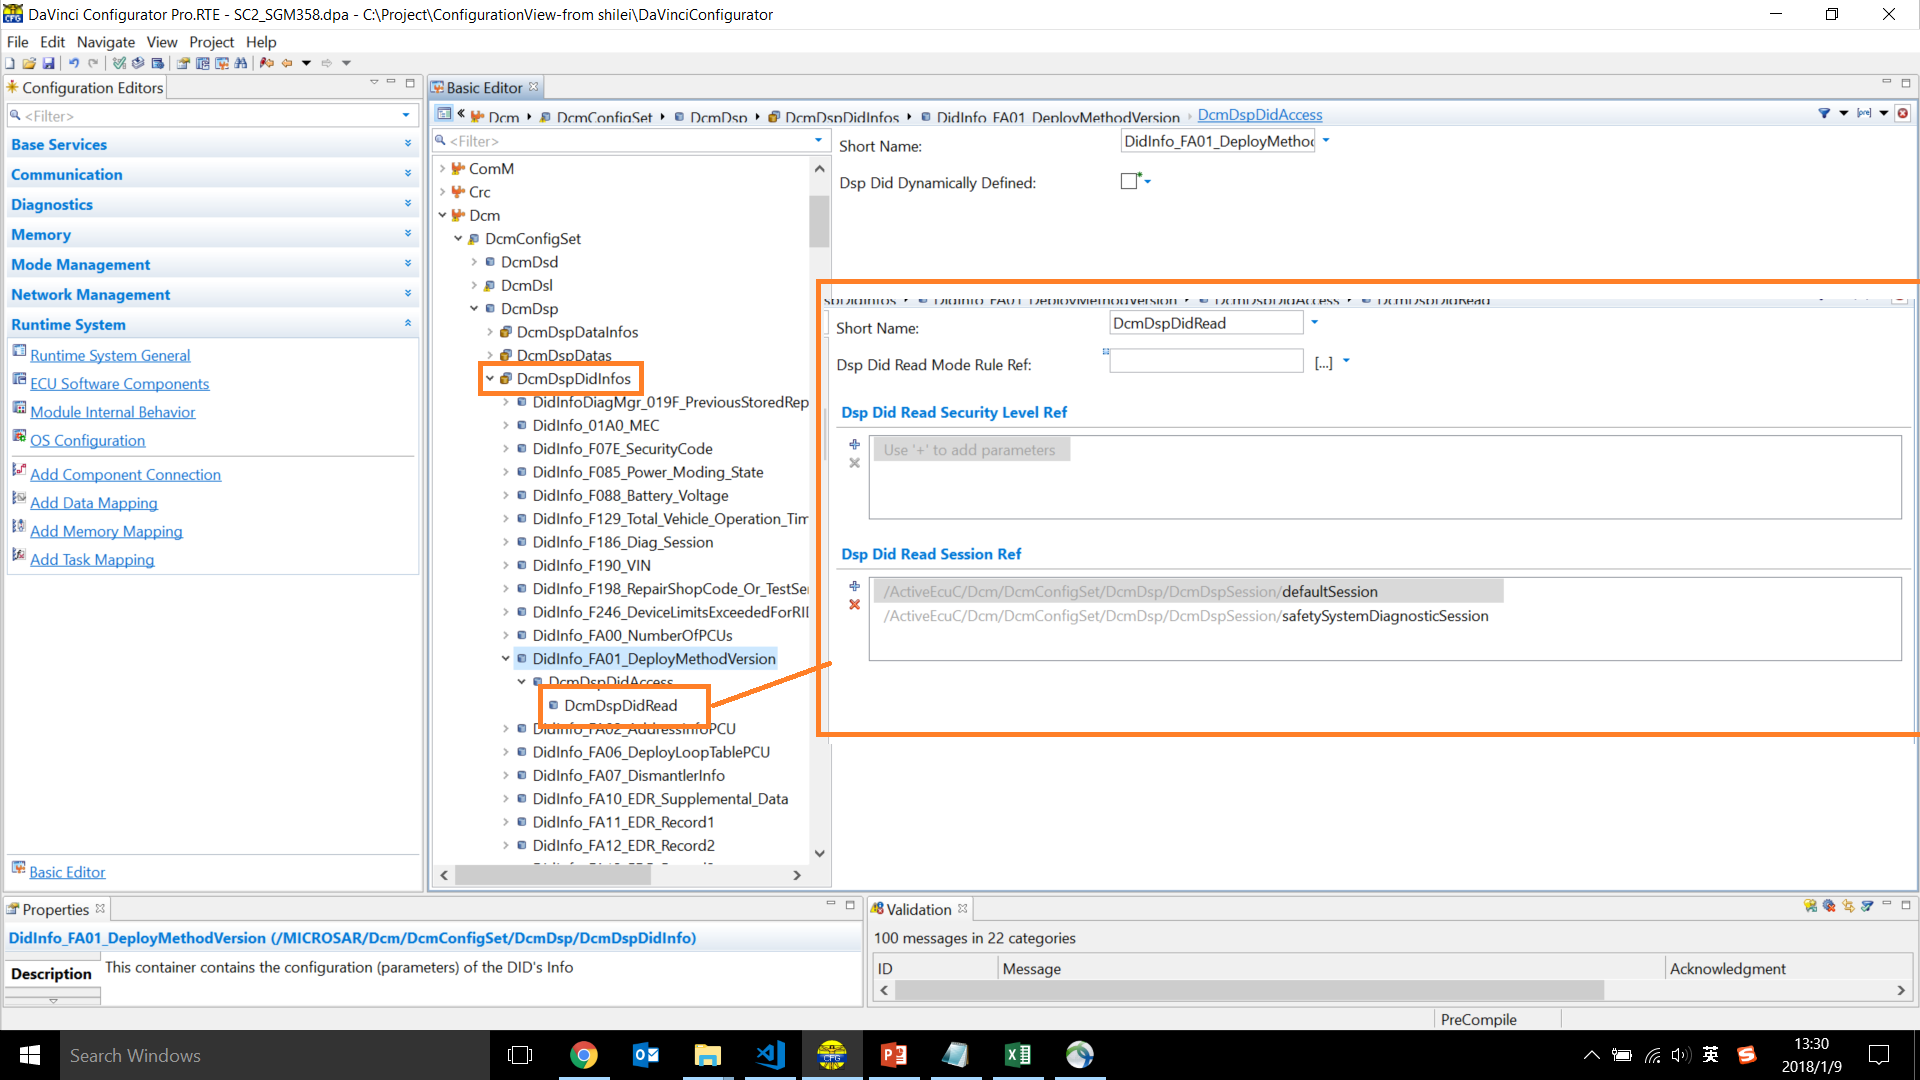 DaVinci Configurator Pro.RTE - SC2_SGM358.dpa - C:\Project\ConfigurationView-from shilei\DaVinciConfigurator
File Edit Navigate View Project Help
Configuration Editors
<Filter>
Base Services
Communication
Diagnostics
Memory
Mode Management
Network Management
Runtime System
Runtime System General
ECU Software Components
Module Internal Behavior
OS Configuration
Add Component Connection
Add Data Mapping
Add Memory Mapping
Add Task Mapping
Basic Editor
Basic Editor
Dcm DcmConfigSet DcmDsp DcmDspDidInfos DidInfo_FA01_DeployMethodVersion DcmDspDidAccess
<Filter>
ComM
Crc
Dcm
DcmConfigSet
DcmDsd
DcmDsl
DcmDsp
DcmDspDataInfos
DcmDspDatas
DcmDspDidInfos
DidInfoDiagMgr_019F_PreviousStoredRep
DidInfo_01A0_MEC
DidInfo_F07E_SecurityCode
DidInfo_F085_Power_Moding_State
DidInfo_F088_Battery_Voltage
DidInfo_F129_Total_Vehicle_Operation_Tim
DidInfo_F186_Diag_Session
DidInfo_F190_VIN
DidInfo_F198_RepairShopCode_Or_TestSe
DidInfo_F246_DeviceLimitsExceededForRID
DidInfo_FA00_NumberOfPCUs
DidInfo_FA01_DeployMethodVersion
DcmDspDidAccess
DcmDspDidRead
DidInfo_FA02_AddressInfoPCU
DidInfo_FA06_DeployLoopTablePCU
DidInfo_FA07_DismantlerInfo
DidInfo_FA10_EDR_Supplemental_Data
DidInfo_FA11_EDR_Record1
DidInfo_FA12_EDR_Record2
Short Name: DidInfo_FA01_DeployMethod
Dsp Did Dynamically Defined:
spDidInfos DidInfo_FA01_DeployMethodVersion DcmDspDidAccess DcmDspDidRead
Short Name: DcmDspDidRead
Dsp Did Read Mode Rule Ref: [...]
Dsp Did Read Security Level Ref
Use '+' to add parameters
Dsp Did Read Session Ref
/ActiveEcuC/Dcm/DcmConfigSet/DcmDsp/DcmDspSession/defaultSession
/ActiveEcuC/Dcm/DcmConfigSet/DcmDsp/DcmDspSession/safetySystemDiagnosticSession
Properties
DidInfo_FA01_DeployMethodVersion (/MICROSAR/Dcm/DcmConfigSet/DcmDsp/DcmDspDidInfo)
Description This container contains the configuration (parameters) of the DID's Info
Validation
100 messages in 22 categories
ID Message Acknowledgment
PreCompile
Search Windows
英
13:30
2018/1/9